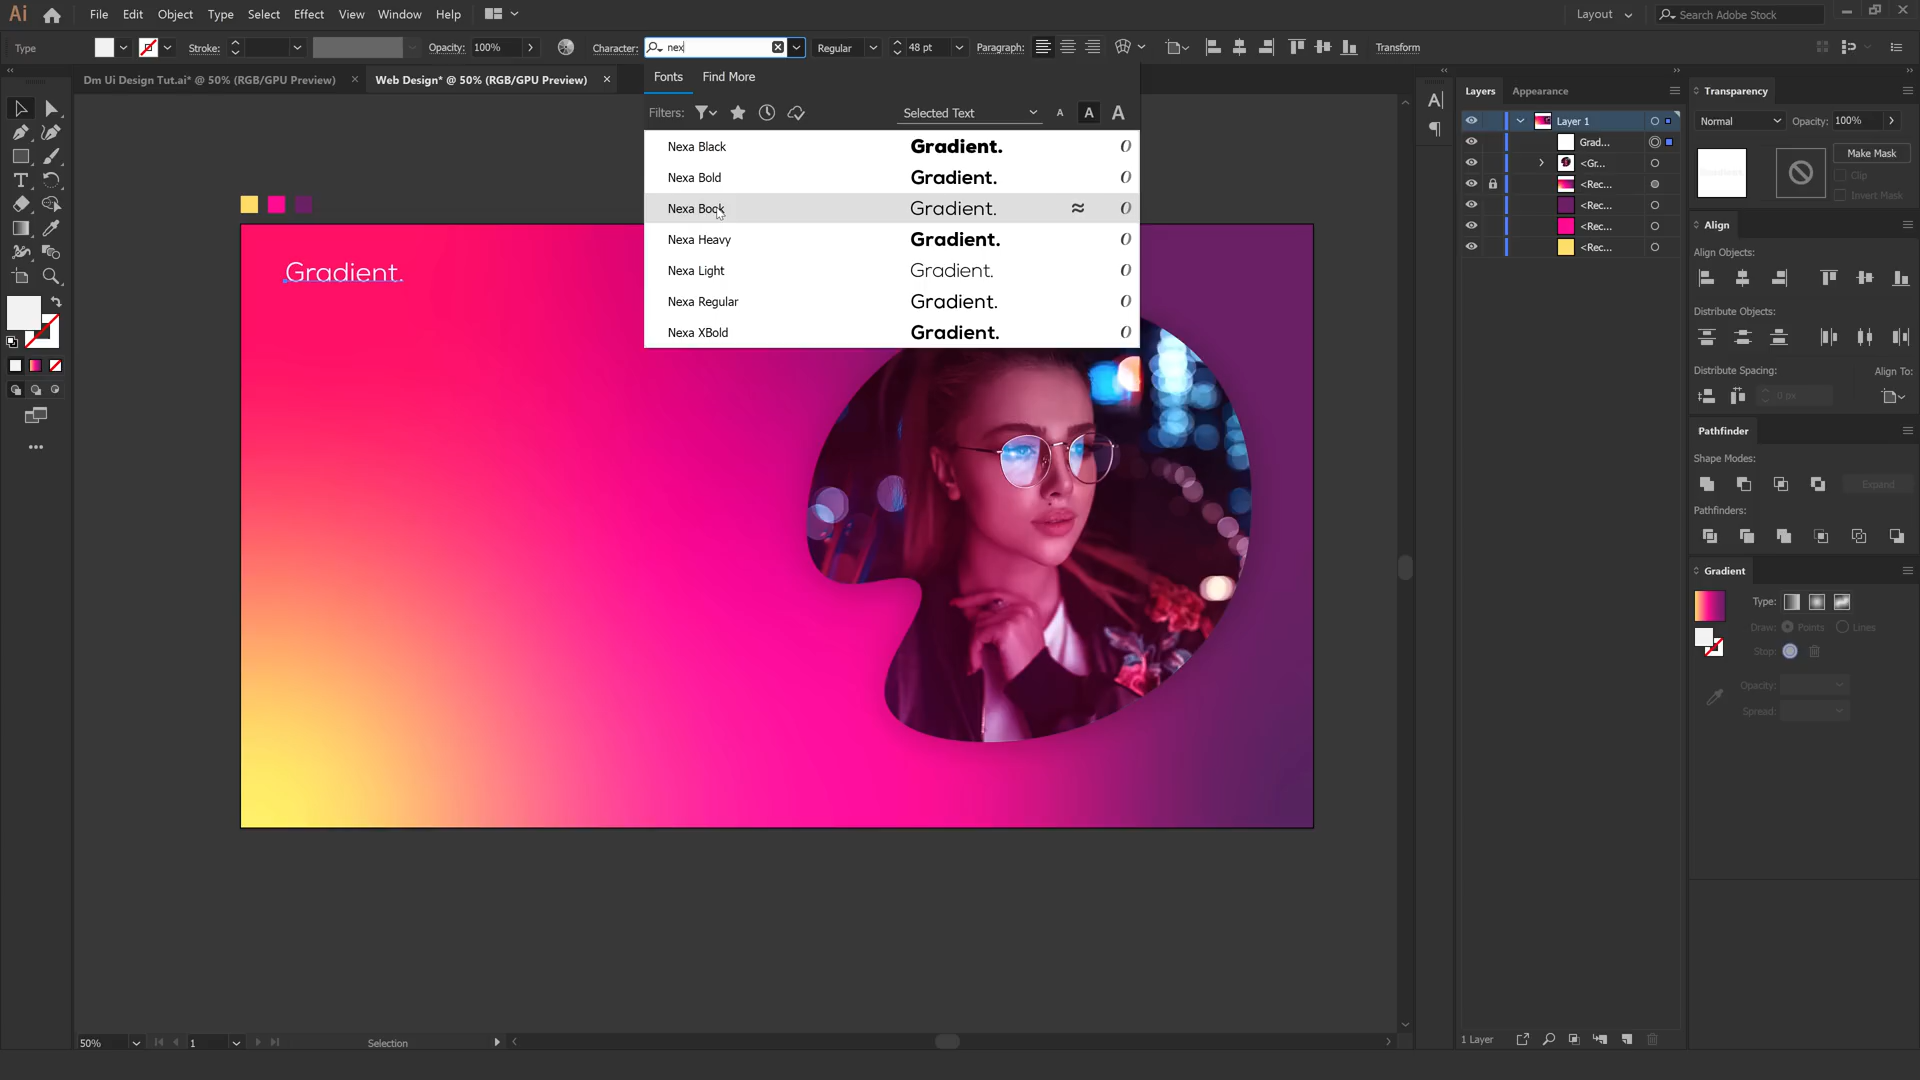 Ai File Edit Object Type Select Effect View Window Help Layout Search Adobe Stock
Type Stroke: Opacity: 100% Character: nex Regular 48 pt Paragraph: Transform
Dm Ui Design Tut.ai* @ 50% (RGB/GPU Preview) × Web Design* @ 50% (RGB/GPU Preview) ×
Fonts Find More
Filters: Selected Text A A A
Nexa Black Gradient.
Nexa Bold Gradient.
Nexa Book Gradient.
Nexa Heavy Gradient.
Nexa Light Gradient.
Nexa Regular Gradient.
Nexa XBold Gradient.
Gradient.
Layers Appearance
Layer 1
Grad...
<Gr...
<Rec...
<Rec...
<Rec...
<Rec...
1 Layer
Transparency
Normal Opacity: 100%
Make Mask
Clip
Invert Mask
Align
Align Objects:
Distribute Objects:
Distribute Spacing: Align To:
0 px
Pathfinder
Shape Modes:
Expand
Pathfinders:
Gradient
Type:
Draw: Points Lines
Stop:
Opacity:
Spread:
50% 1 Selection